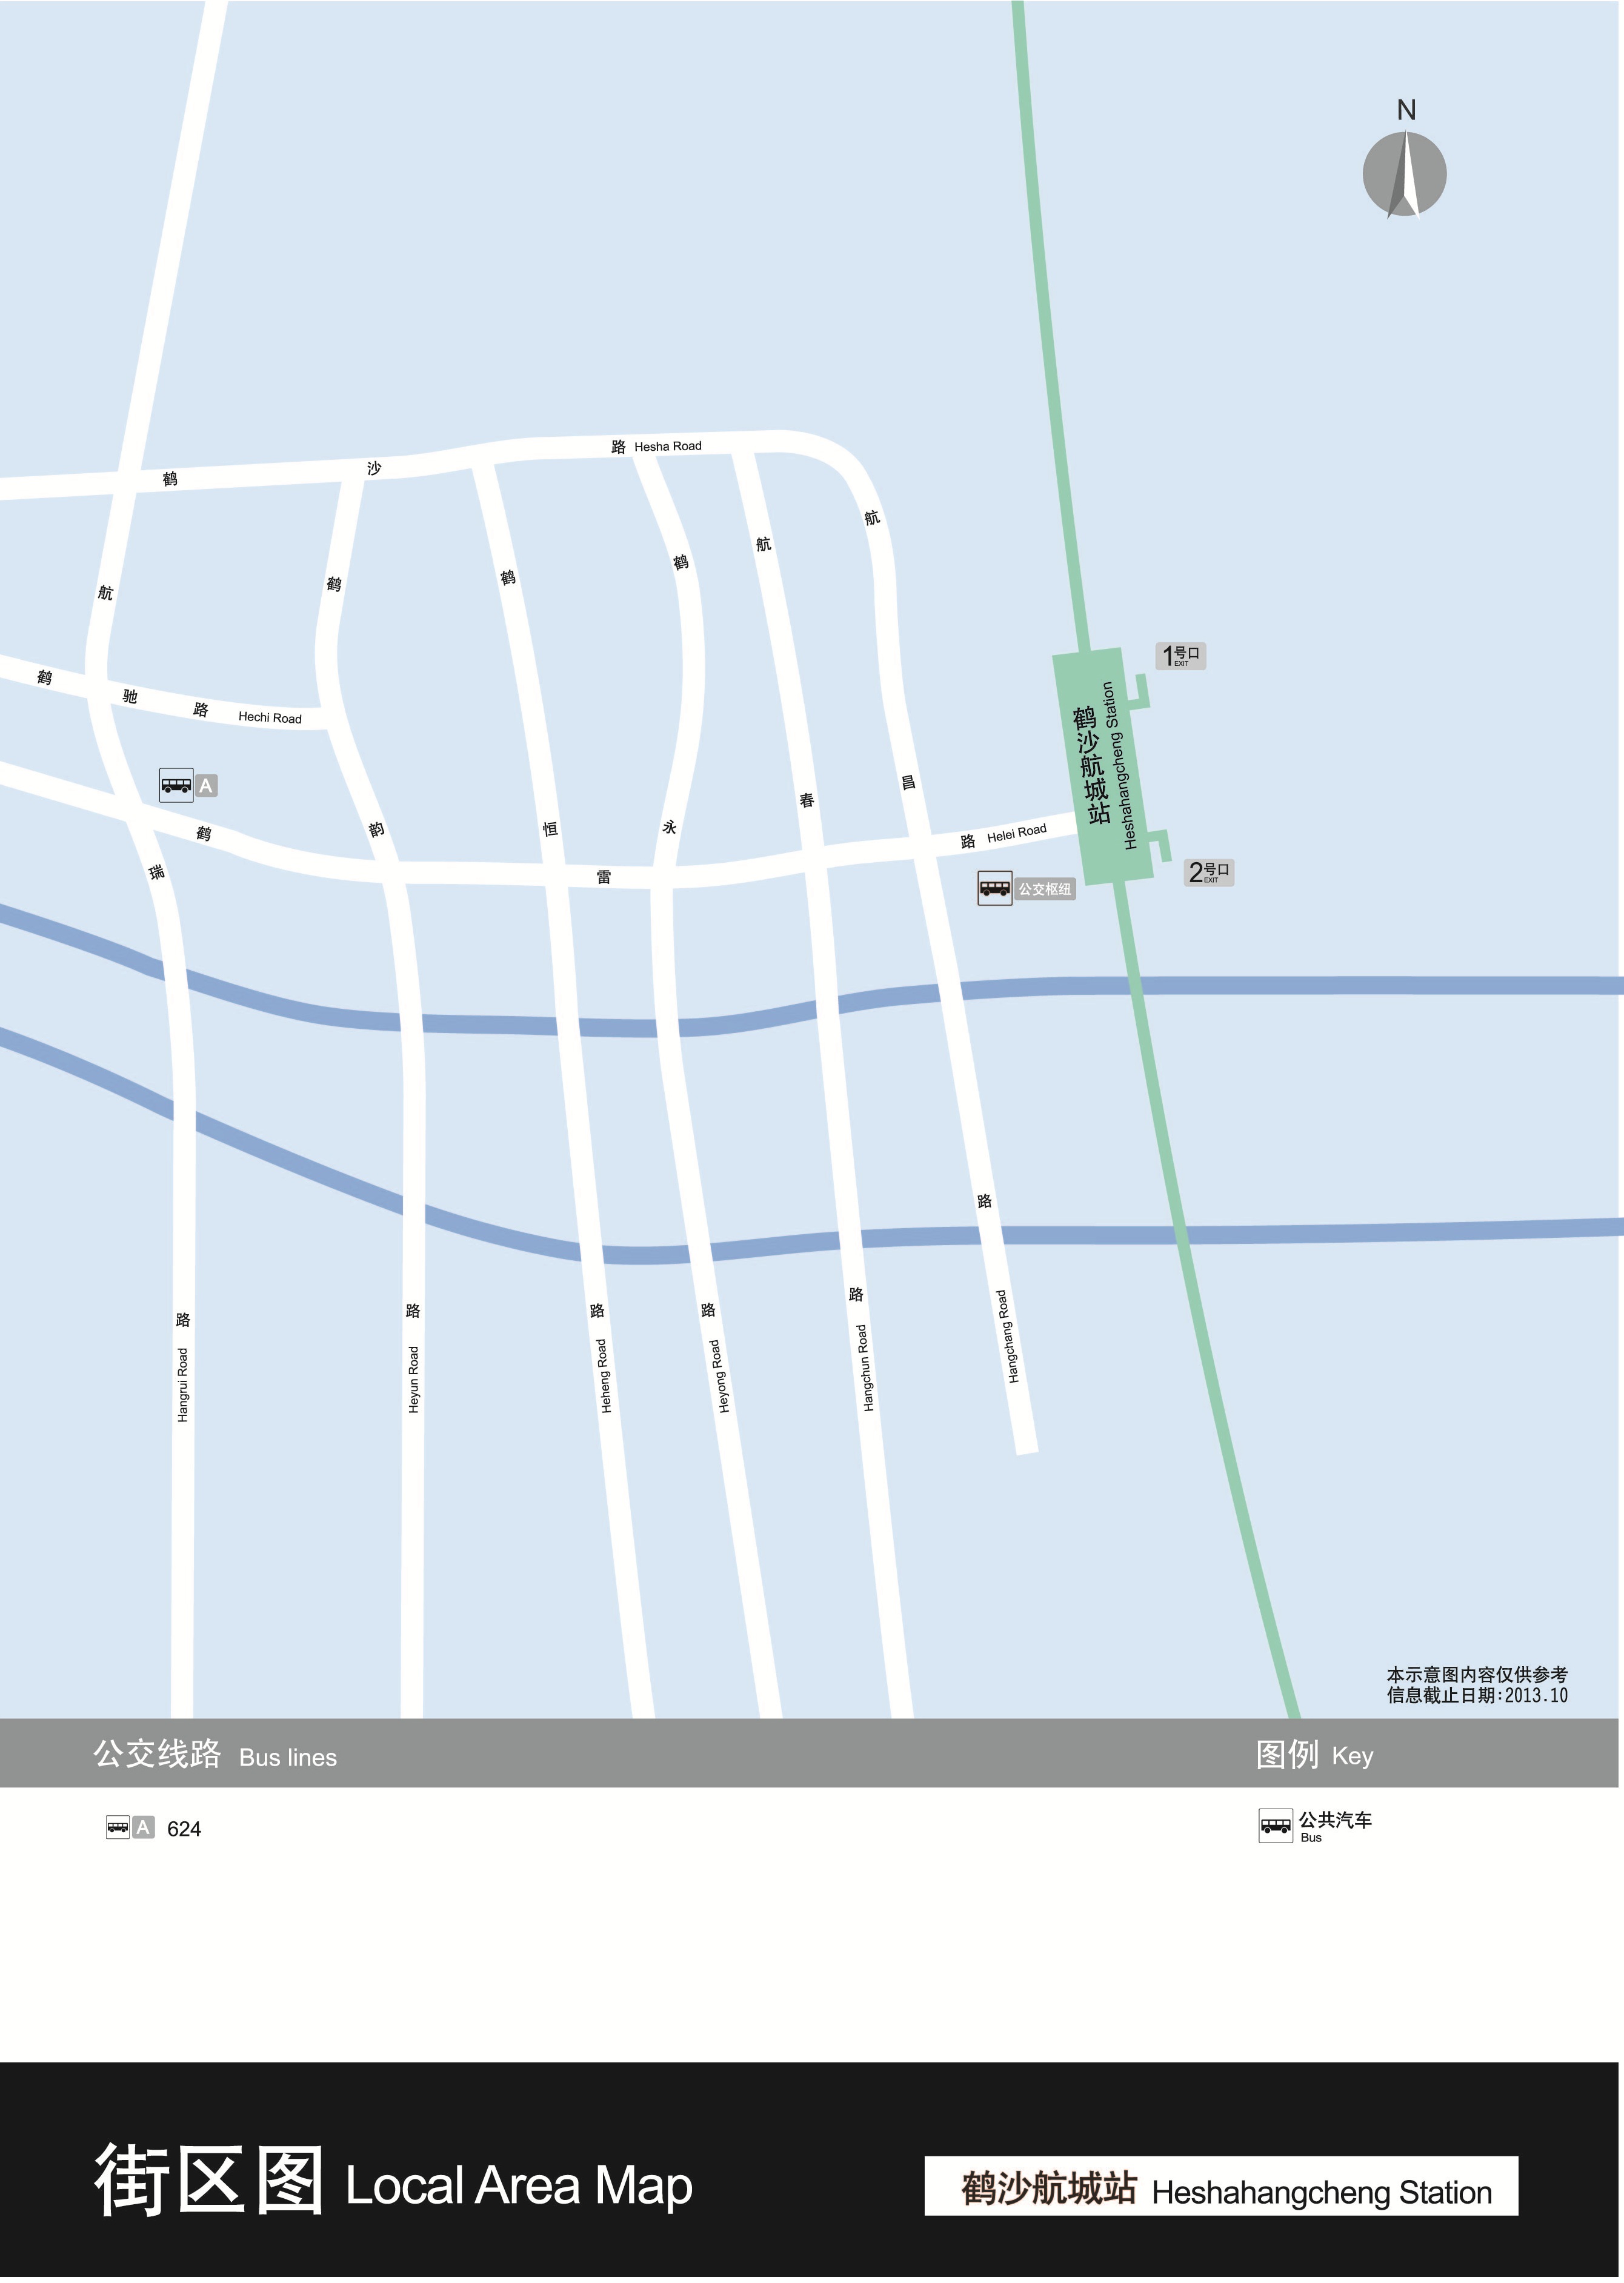 N
鹤沙路 Hesha Road
航瑞路 Hangrui Road
鹤韵路 Heyun Road
鹤恒路 Heheng Road
鹤永路 Heyong Road
航春路 Hangchun Road
航昌路 Hangchang Road
1号口
EXIT
鹤沙航城站
Heshahangcheng Station
鹤驰路 Hechi Road
A
鹤雷路 Helei Road
2号口
EXIT
公交枢纽
本示意图内容仅供参考
信息截止日期:2013.10
公交线路 Bus lines
图例 Key
A 624
公共汽车
Bus
街区图 Local Area Map
鹤沙航城站 Heshahangcheng Station